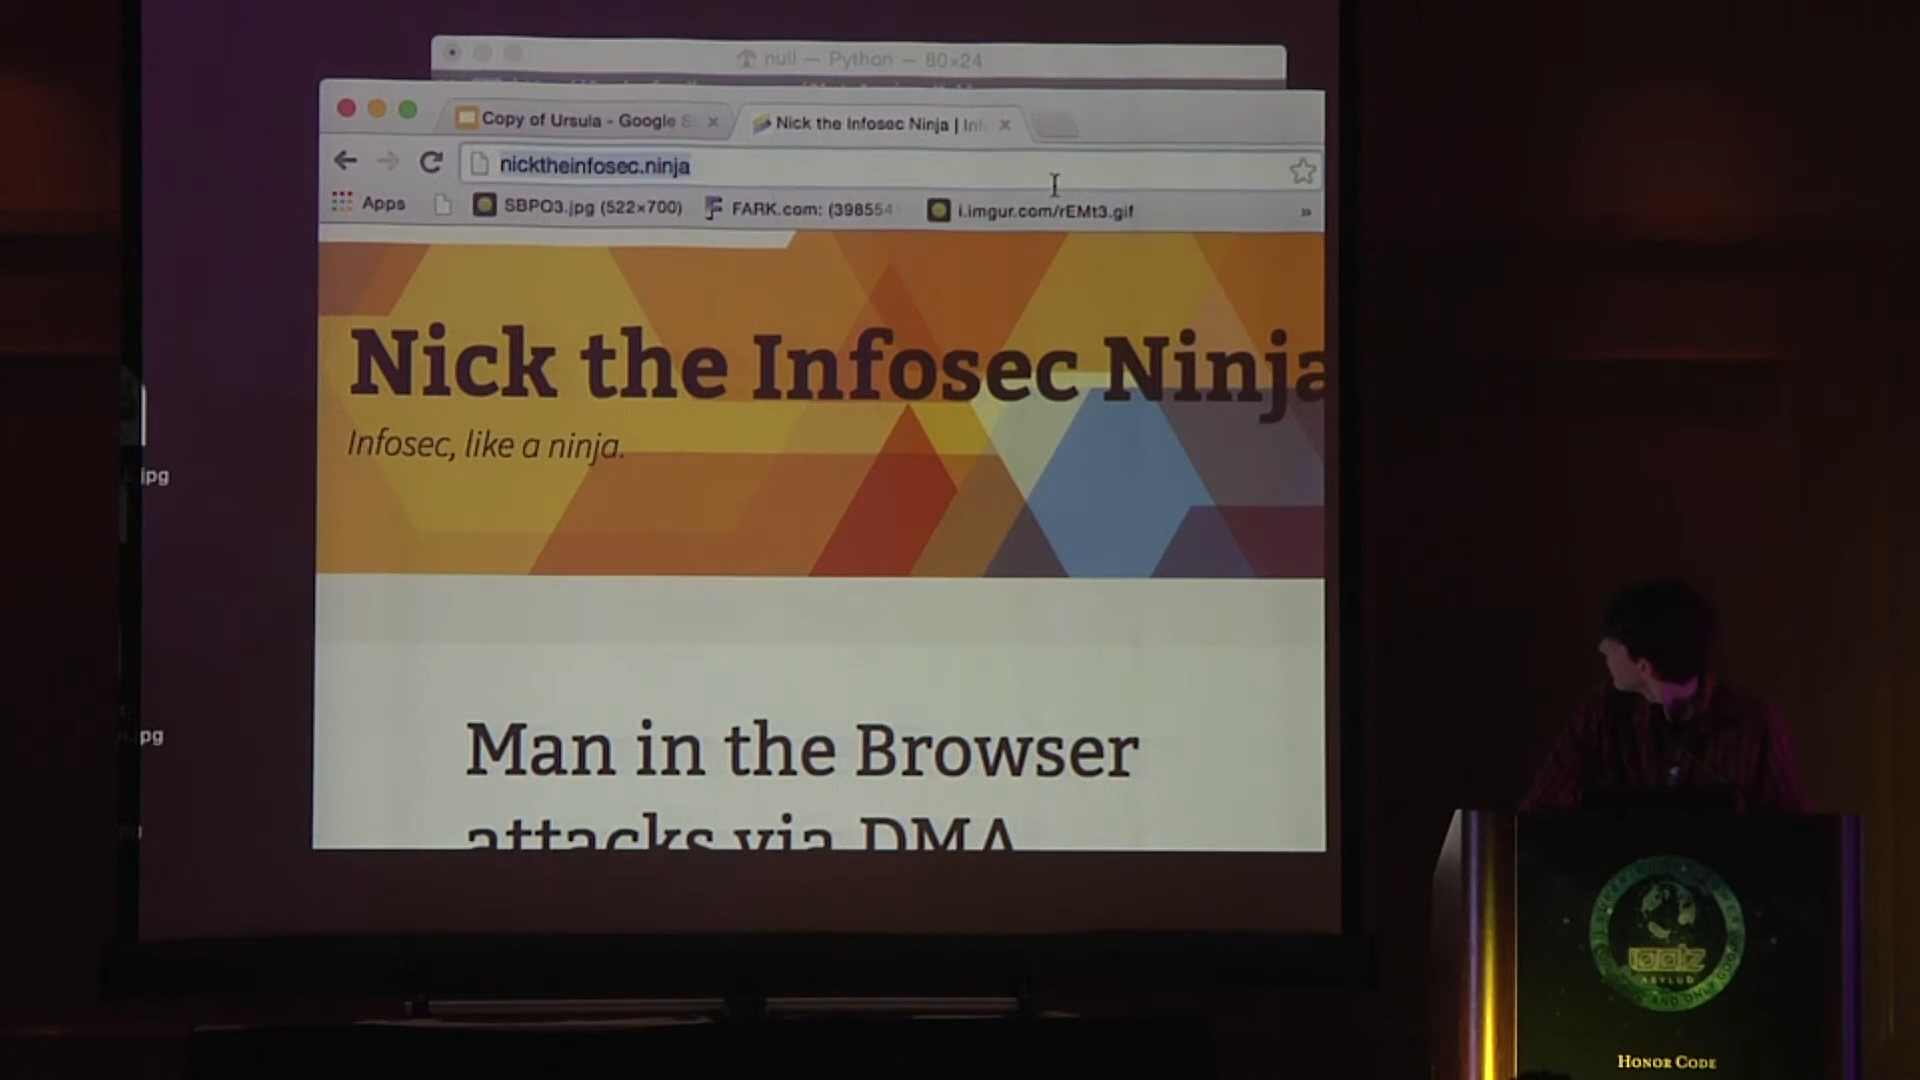 null — Python — 80×24
Copy of Ursula - Google S
Nick the Infosec Ninja | Inf
nicktheinfosec.ninja
Apps
SBPO3.jpg (522×700)
FARK.com: (398554
i.imgur.com/rEMt3.gif
»
Nick the Infosec Ninja
Infosec, like a ninja.
jpg
Man in the Browser
attacks via DMA
pg
r00tz
ASYLUM
HONOR CODE